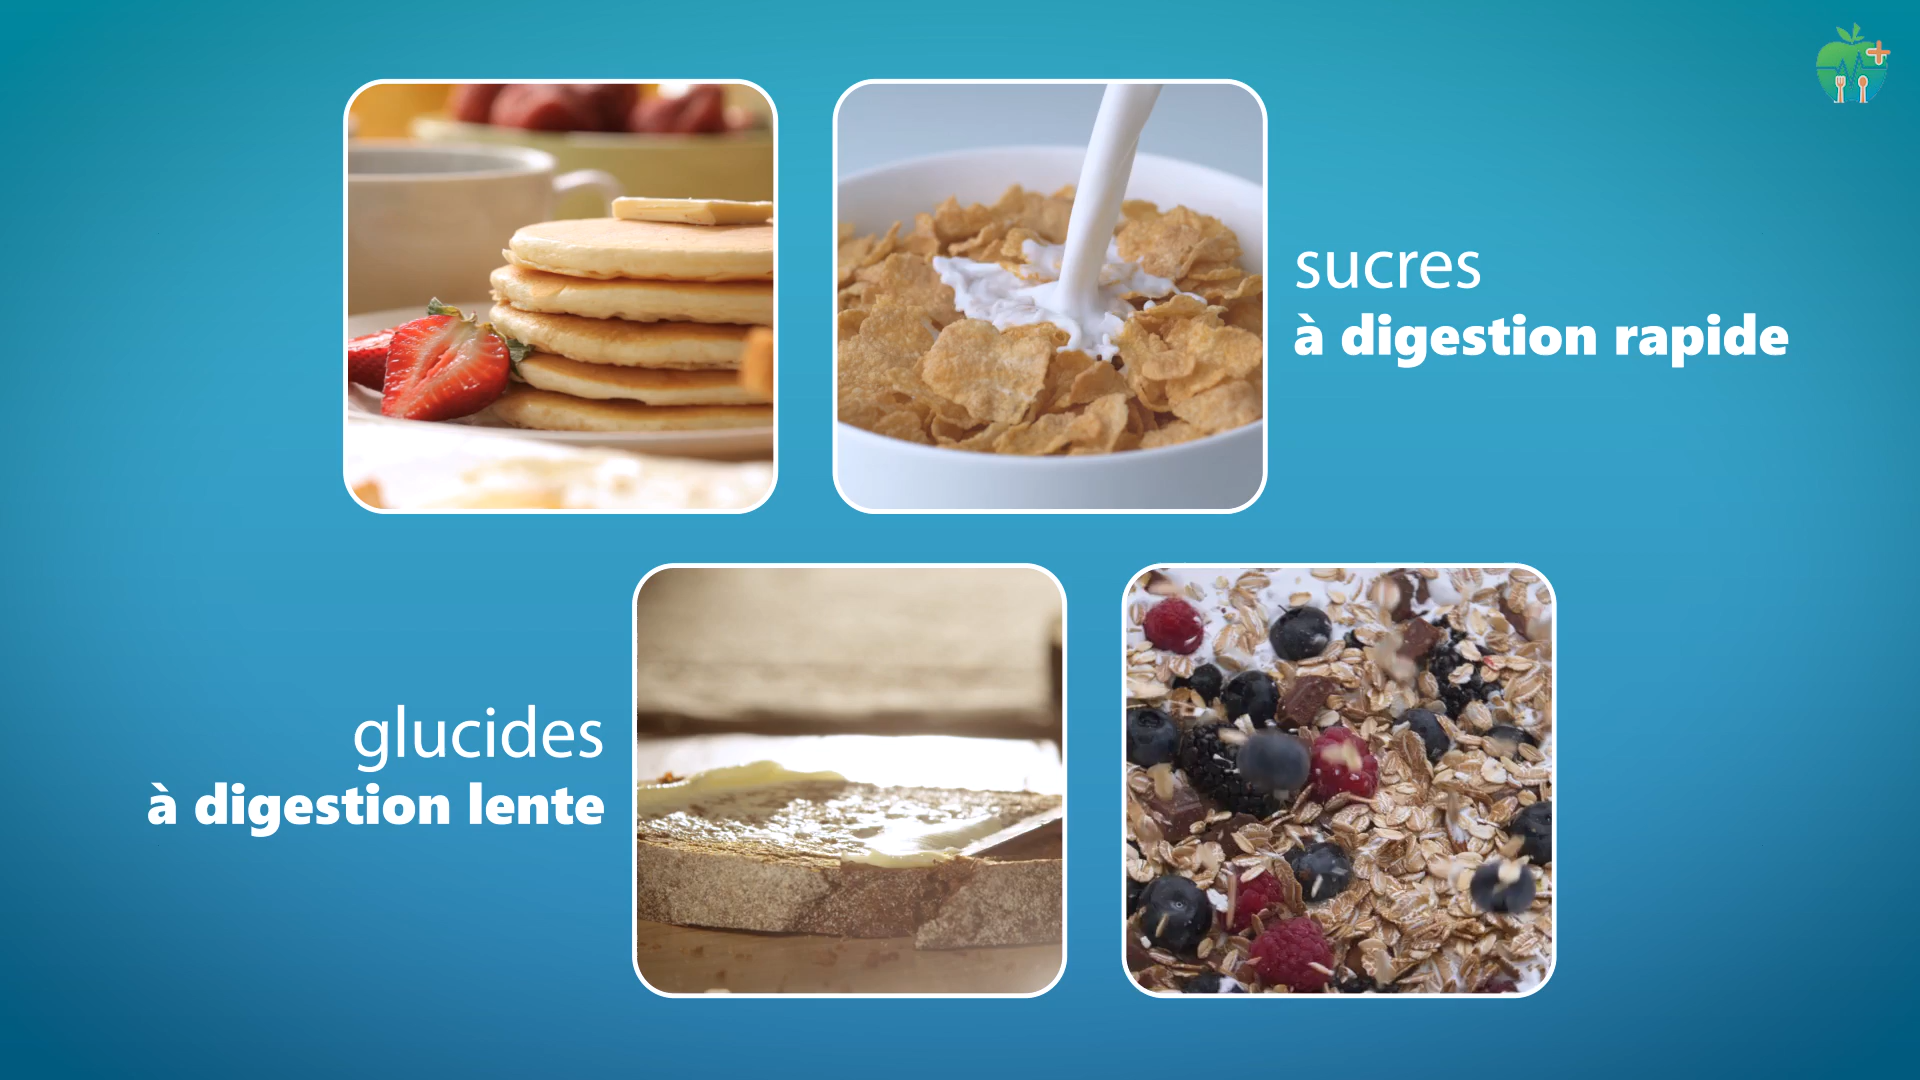 sucres
à digestion rapide
glucides
à digestion lente